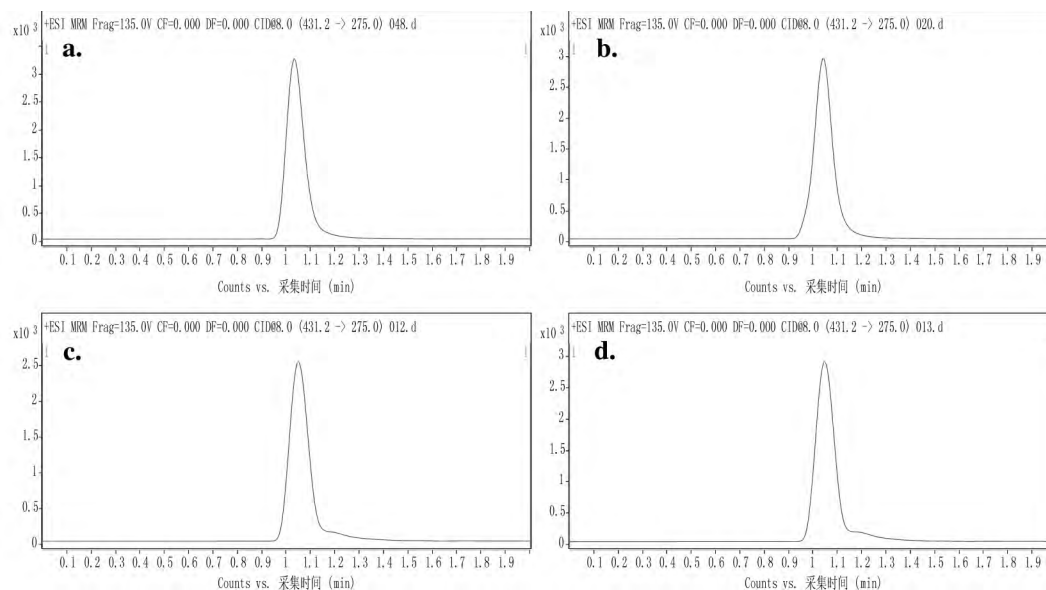 +ESI MRM Frag=135.0V CF=0.000 DF=0.000 CID@8.0 (431.2 -> 275.0) 048.d
x10 3
a.
3
2.5
2
1.5
1
0.5
0
0.1 0.2 0.3 0.4 0.5 0.6 0.7 0.8 0.9 1 1.1 1.2 1.3 1.4 1.5 1.6 1.7 1.8 1.9
Counts vs. 采集时间 (min)
+ESI MRM Frag=135.0V CF=0.000 DF=0.000 CID@8.0 (431.2 -> 275.0) 020.d
x10 3
b.
3
2.5
2
1.5
1
0.5
0
0.1 0.2 0.3 0.4 0.5 0.6 0.7 0.8 0.9 1 1.1 1.2 1.3 1.4 1.5 1.6 1.7 1.8 1.9
Counts vs. 采集时间 (min)
+ESI MRM Frag=135.0V CF=0.000 DF=0.000 CID@8.0 (431.2 -> 275.0) 012.d
x10 3
c.
2.5
2
1.5
1
0.5
0
0.1 0.2 0.3 0.4 0.5 0.6 0.7 0.8 0.9 1 1.1 1.2 1.3 1.4 1.5 1.6 1.7 1.8 1.9
Counts vs. 采集时间 (min)
+ESI MRM Frag=135.0V CF=0.000 DF=0.000 CID@8.0 (431.2 -> 275.0) 013.d
x10 3
d.
3
2.5
2
1.5
1
0.5
0
0.1 0.2 0.3 0.4 0.5 0.6 0.7 0.8 0.9 1 1.1 1.2 1.3 1.4 1.5 1.6 1.7 1.8 1.9
Counts vs. 采集时间 (min)